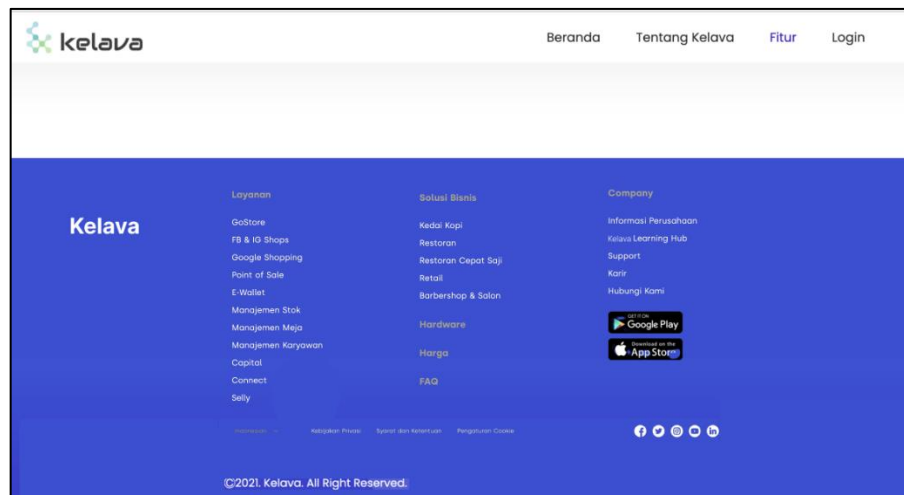 kelava
Beranda Tentang Kelava Fitur Login
Kelava
Layanan
GoStore
FB & IG Shops
Google Shopping
Point of Sale
E-Wallet
Manajemen Stok
Manajemen Meja
Manajemen Karyawan
Capital
Connect
Selly
Solusi Bisnis
Kedai Kopi
Restoran
Restoran Cepat Saji
Retail
Barbershop & Salon
Hardware
Harga
FAQ
Company
Informasi Perusahaan
Kelava Learning Hub
Support
Karir
Hubungi Kami
GET IT ON
Google Play
Download on the
App Store
Kebijakan Privasi Syarat dan Ketentuan Pengaturan Cookie
©2021. Kelava. All Right Reserved.